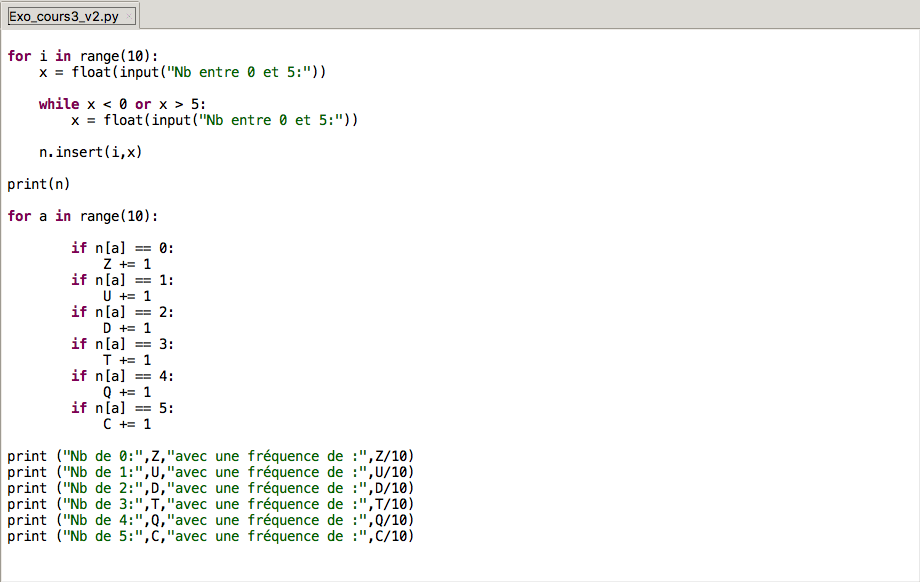 Exo_cours3_v2.py
for i in range(10):
    x = float(input("Nb entre 0 et 5:"))
    while x < 0 or x > 5:
        x = float(input("Nb entre 0 et 5:"))
    n.insert(i,x)
print(n)
for a in range(10):
        if n[a] == 0:
            Z += 1
        if n[a] == 1:
            U += 1
        if n[a] == 2:
            D += 1
        if n[a] == 3:
            T += 1
        if n[a] == 4:
            Q += 1
        if n[a] == 5:
            C += 1
print ("Nb de 0:",Z,"avec une fréquence de :",Z/10)
print ("Nb de 1:",U,"avec une fréquence de :",U/10)
print ("Nb de 2:",D,"avec une fréquence de :",D/10)
print ("Nb de 3:",T,"avec une fréquence de :",T/10)
print ("Nb de 4:",Q,"avec une fréquence de :",Q/10)
print ("Nb de 5:",C,"avec une fréquence de :",C/10)